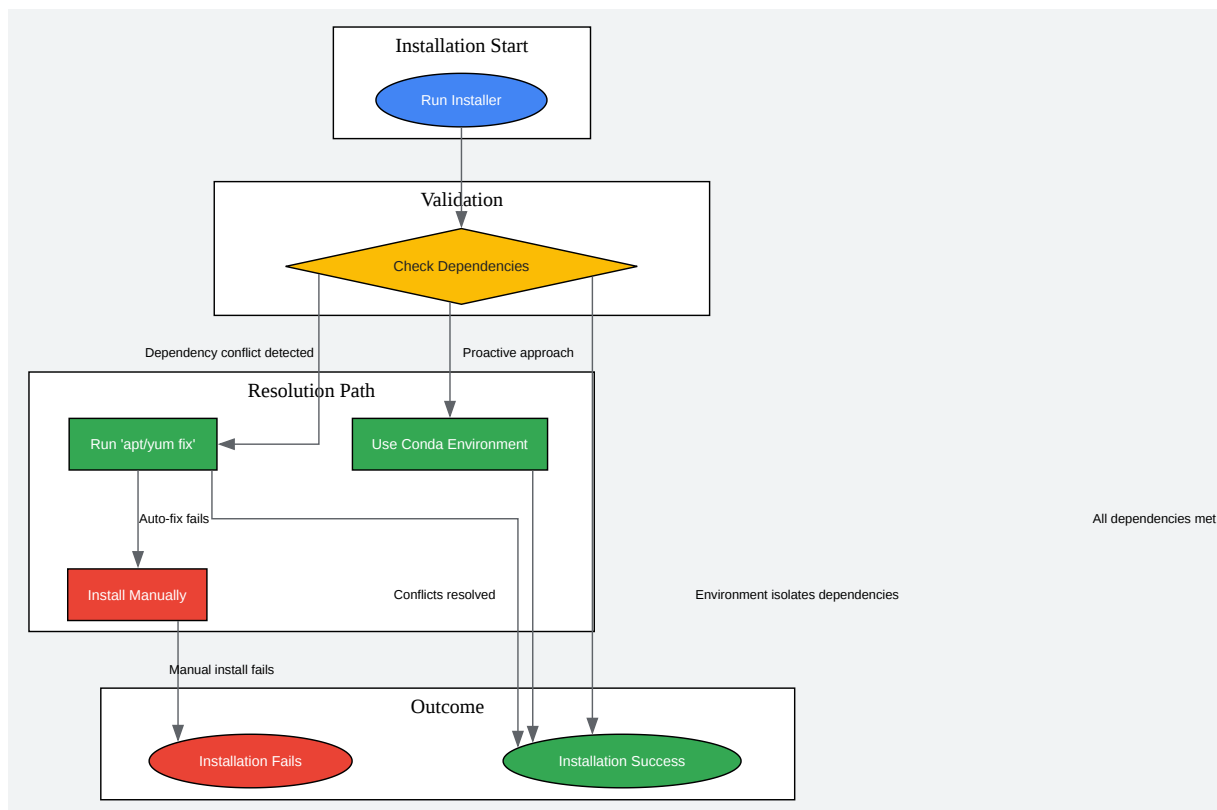 Installation Start
Run Installer
Validation
Check Dependencies
Dependency conflict detected
Proactive approach
Resolution Path
Run 'apt/yum fix'
Use Conda Environment
Auto-fix fails
All dependencies met
Install Manually
Conflicts resolved
Environment isolates dependencies
Manual install fails
Outcome
Installation Fails
Installation Success